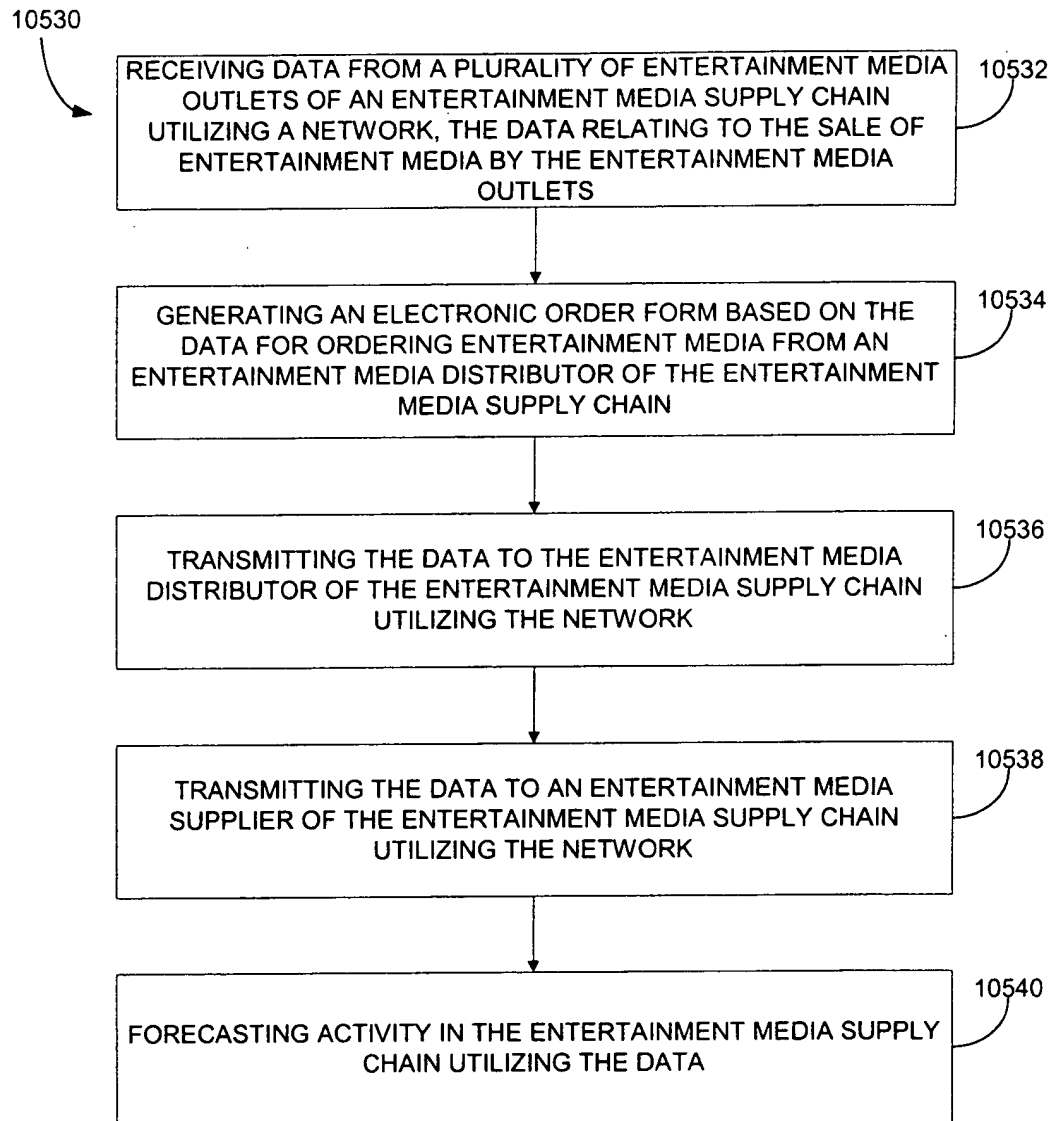 10530
RECEIVING DATA FROM A PLURALITY OF ENTERTAINMENT MEDIA
OUTLETS OF AN ENTERTAINMENT MEDIA SUPPLY CHAIN
UTILIZING A NETWORK, THE DATA RELATING TO THE SALE OF
ENTERTAINMENT MEDIA BY THE ENTERTAINMENT MEDIA
OUTLETS
10532
GENERATING AN ELECTRONIC ORDER FORM BASED ON THE
DATA FOR ORDERING ENTERTAINMENT MEDIA FROM AN
ENTERTAINMENT MEDIA DISTRIBUTOR OF THE ENTERTAINMENT
MEDIA SUPPLY CHAIN
10534
TRANSMITTING THE DATA TO THE ENTERTAINMENT MEDIA
DISTRIBUTOR OF THE ENTERTAINMENT MEDIA SUPPLY CHAIN
UTILIZING THE NETWORK
10536
TRANSMITTING THE DATA TO AN ENTERTAINMENT MEDIA
SUPPLIER OF THE ENTERTAINMENT MEDIA SUPPLY CHAIN
UTILIZING THE NETWORK
10538
FORECASTING ACTIVITY IN THE ENTERTAINMENT MEDIA SUPPLY
CHAIN UTILIZING THE DATA
10540